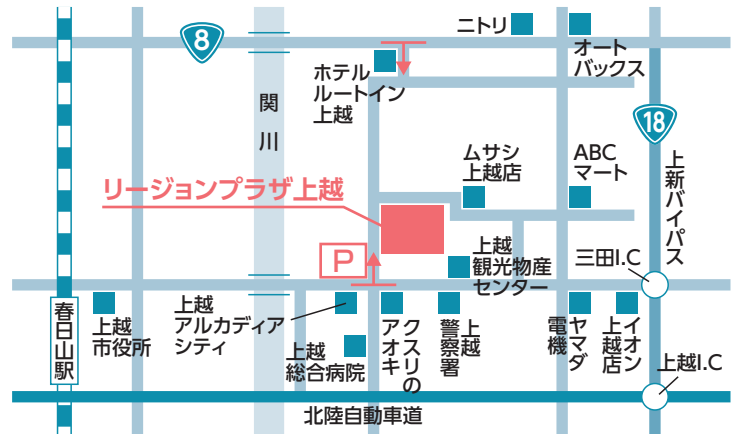 8
ニトリ
オート
バックス
ホテル
ルートイン
上越
関川
18
上新バイパス
ムサシ
上越店
ABC
マート
リージョンプラザ上越
P
上越
観光物産
センター
三田I.C
春日山駅
上越
市役所
上越
アルカディア
シティ
上越
総合病院
クスリの
アオキ
上越
警察署
ヤマダ
電機
イオン
上越店
上越I.C
北陸自動車道